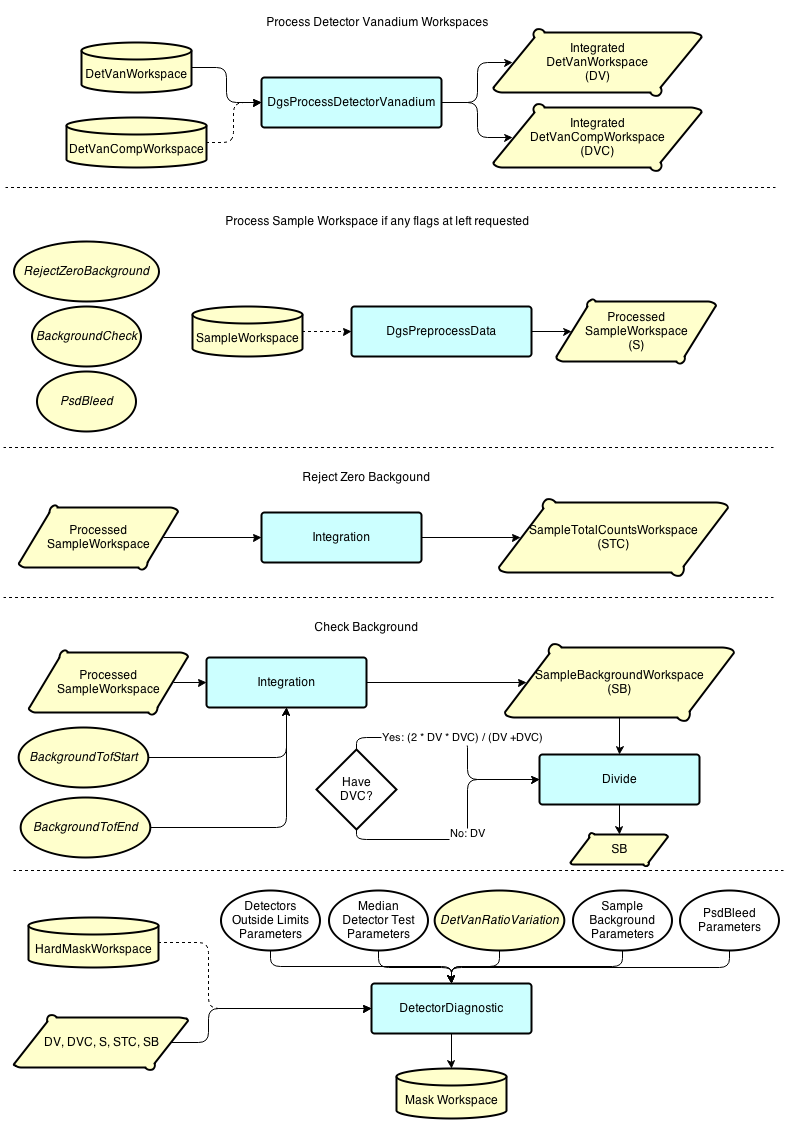 Process Detector Vanadium Workspaces
DetVanWorkspace
DetVanCompWorkspace
DgsProcessDetectorVanadium
Integrated
DetVanWorkspace
(DV)
Integrated
DetVanCompWorkspace
(DVC)
Process Sample Workspace if any flags at left requested
RejectZeroBackground
BackgroundCheck
PsdBleed
SampleWorkspace
DgsPreprocessData
Processed
SampleWorkspace
(S)
Reject Zero Backgound
Processed
SampleWorkspace
Integration
SampleTotalCountsWorkspace
(STC)
Check Background
Processed
SampleWorkspace
Integration
SampleBackgroundWorkspace
(SB)
BackgroundTofStart
BackgroundTofEnd
Have
DVC?
Yes: (2 * DV * DVC) / (DV +DVC)
No: DV
Divide
SB
HardMaskWorkspace
DV, DVC, S, STC, SB
Detectors
Outside Limits
Parameters
Median
Detector Test
Parameters
DetVanRatioVariation
Sample
Background
Parameters
PsdBleed
Parameters
DetectorDiagnostic
Mask Workspace